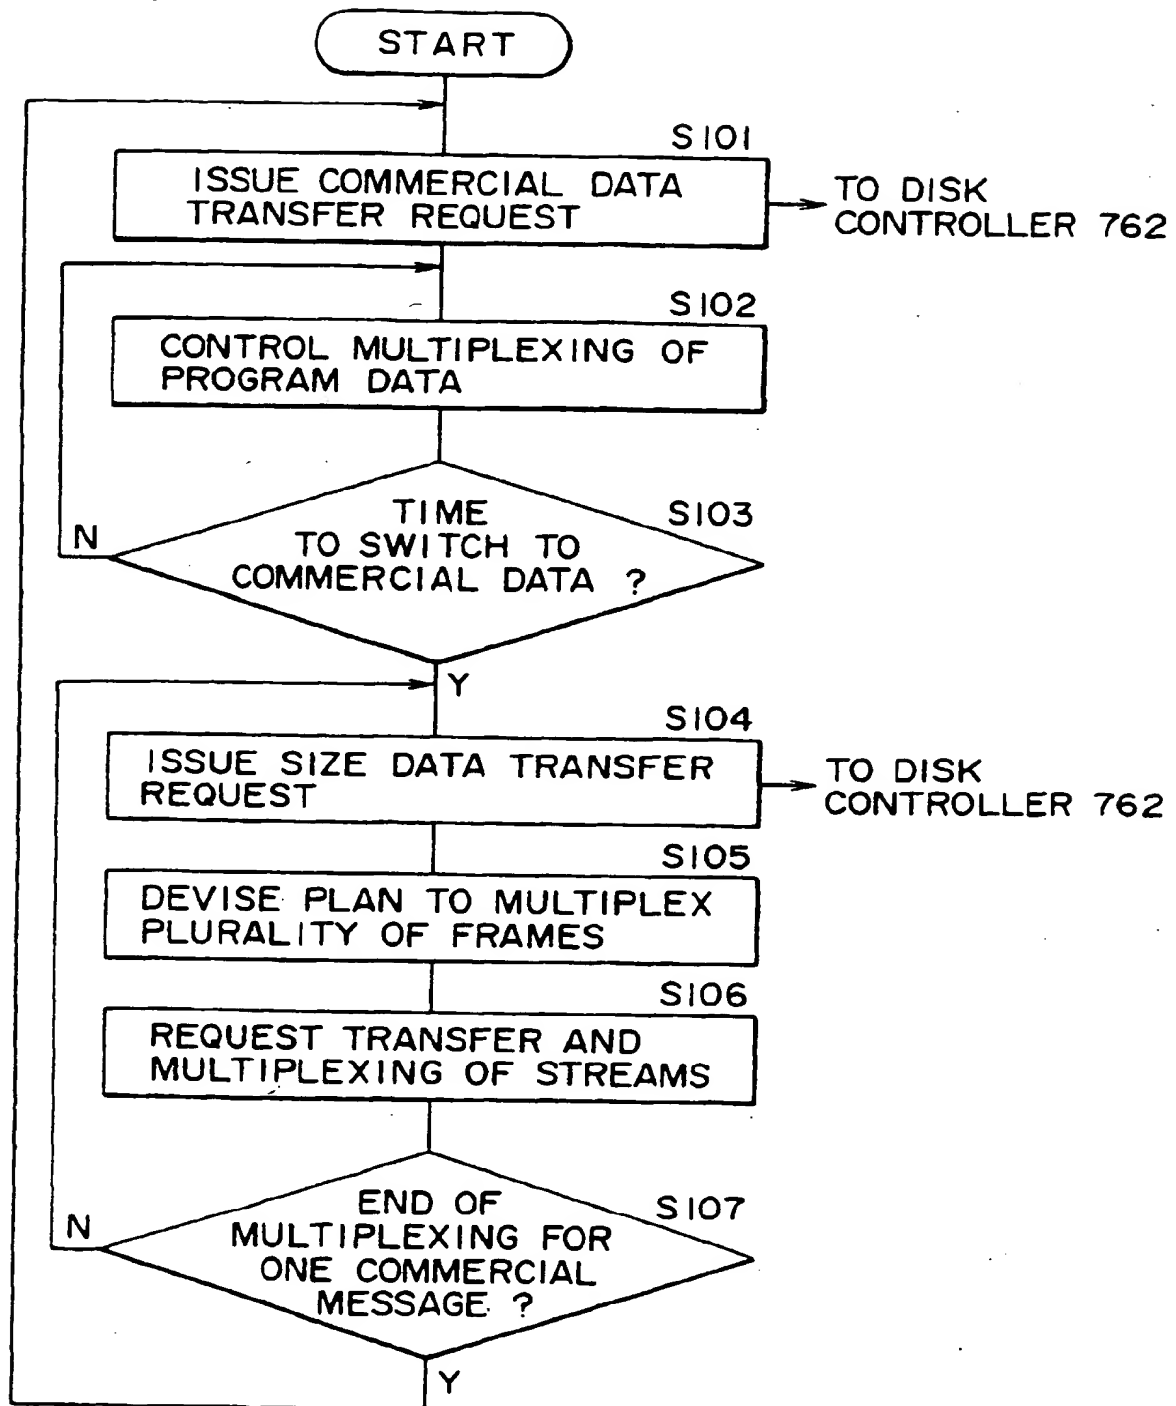 START
S101
ISSUE COMMERCIAL DATA
TRANSFER REQUEST
TO DISK
CONTROLLER 762
S102
CONTROL MULTIPLEXING OF
PROGRAM DATA
TIME
TO SWITCH TO
COMMERCIAL DATA ?
S103
N
Y
S104
ISSUE SIZE DATA TRANSFER
REQUEST
TO DISK
CONTROLLER 762
S105
DEVISE PLAN TO MULTIPLEX
PLURALITY OF FRAMES
S106
REQUEST TRANSFER AND
MULTIPLEXING OF STREAMS
END OF
MULTIPLEXING FOR
ONE COMMERCIAL
MESSAGE ?
S107
N
Y